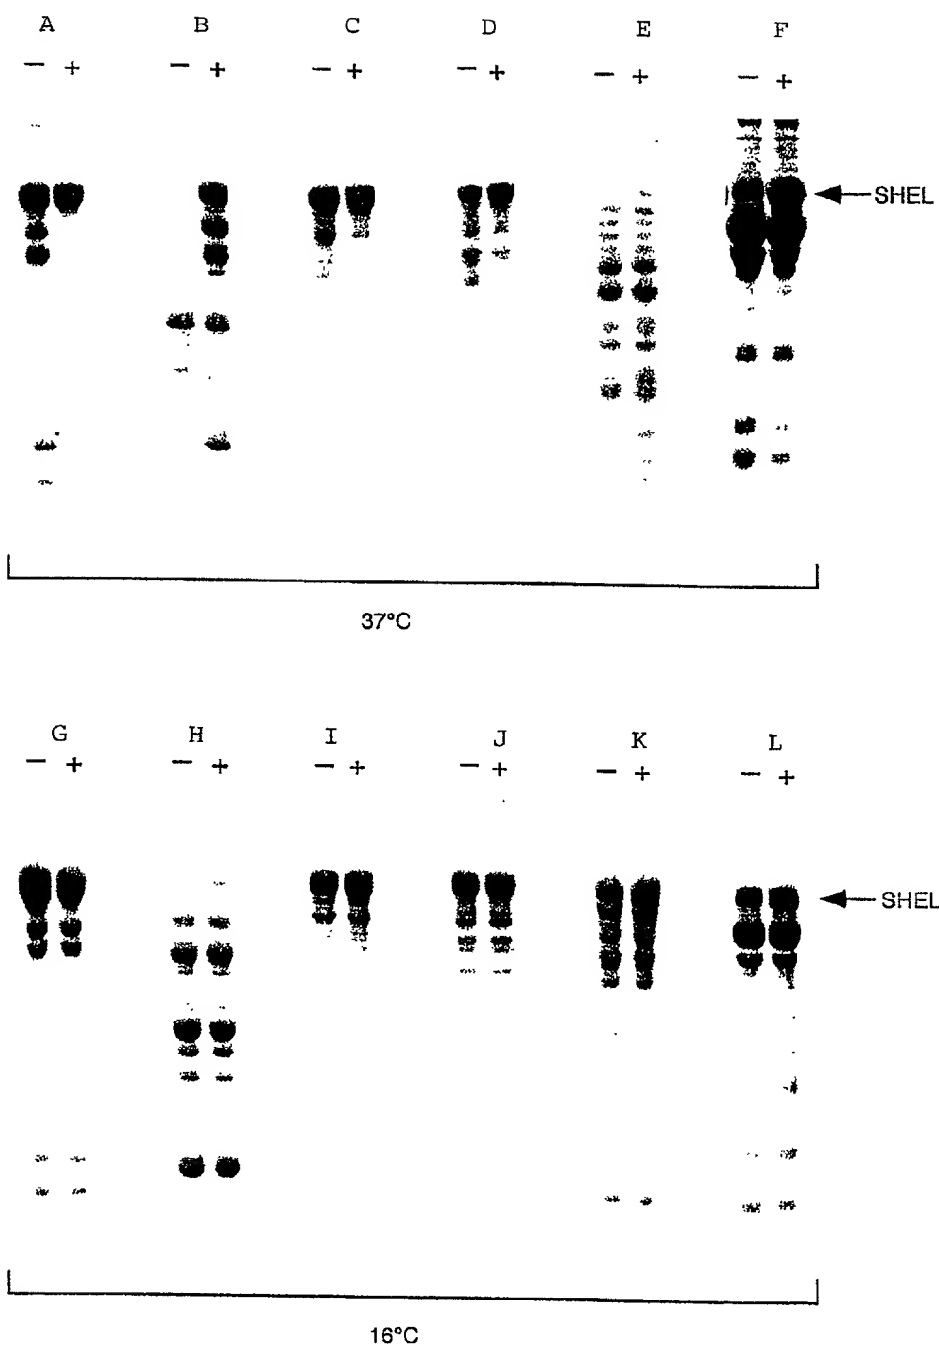 A B C D E F
− + − + − + − + − + − +
SHEL
37°C
G H I J K L
− + − + − + − + − + − +
SHEL
16°C